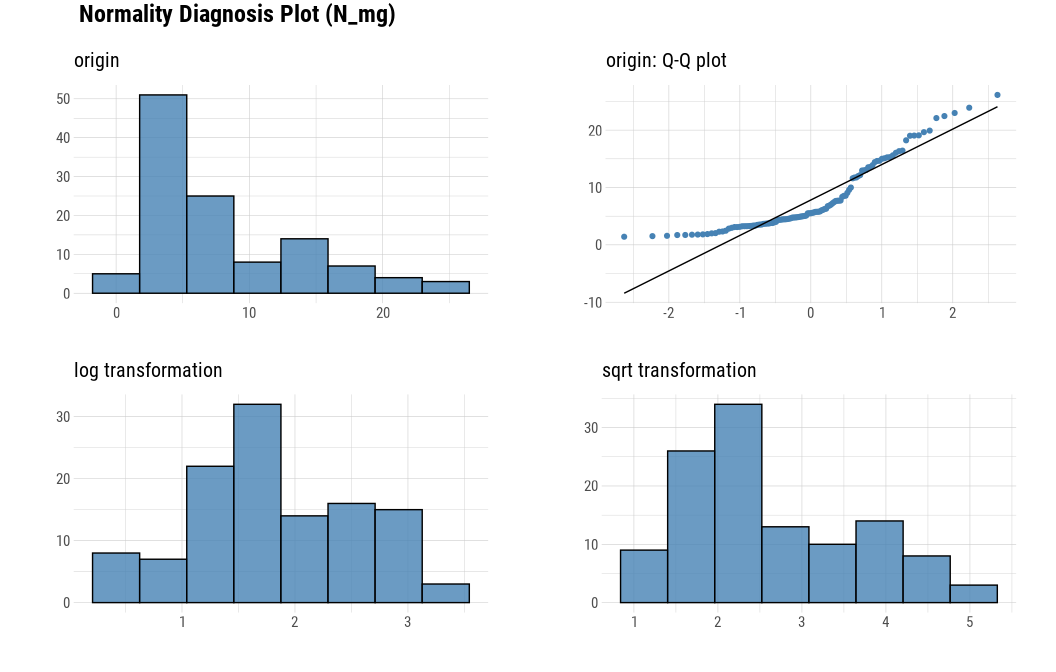 Normality Diagnosis Plot (N_mg)
origin
50
40
30
20
10
0
0 10 20
origin: Q-Q plot
20
10
0
-10
-2 -1 0 1 2
log transformation
30
20
10
0
1 2 3
sqrt transformation
30
20
10
0
1 2 3 4 5